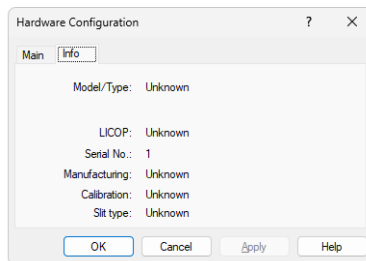 Hardware Configuration ? X
Main Info
Model/Type: Unknown
LICOP: Unknown
Serial No.: 1
Manufacturing: Unknown
Calibration: Unknown
Slit type: Unknown
OK Cancel Apply Help